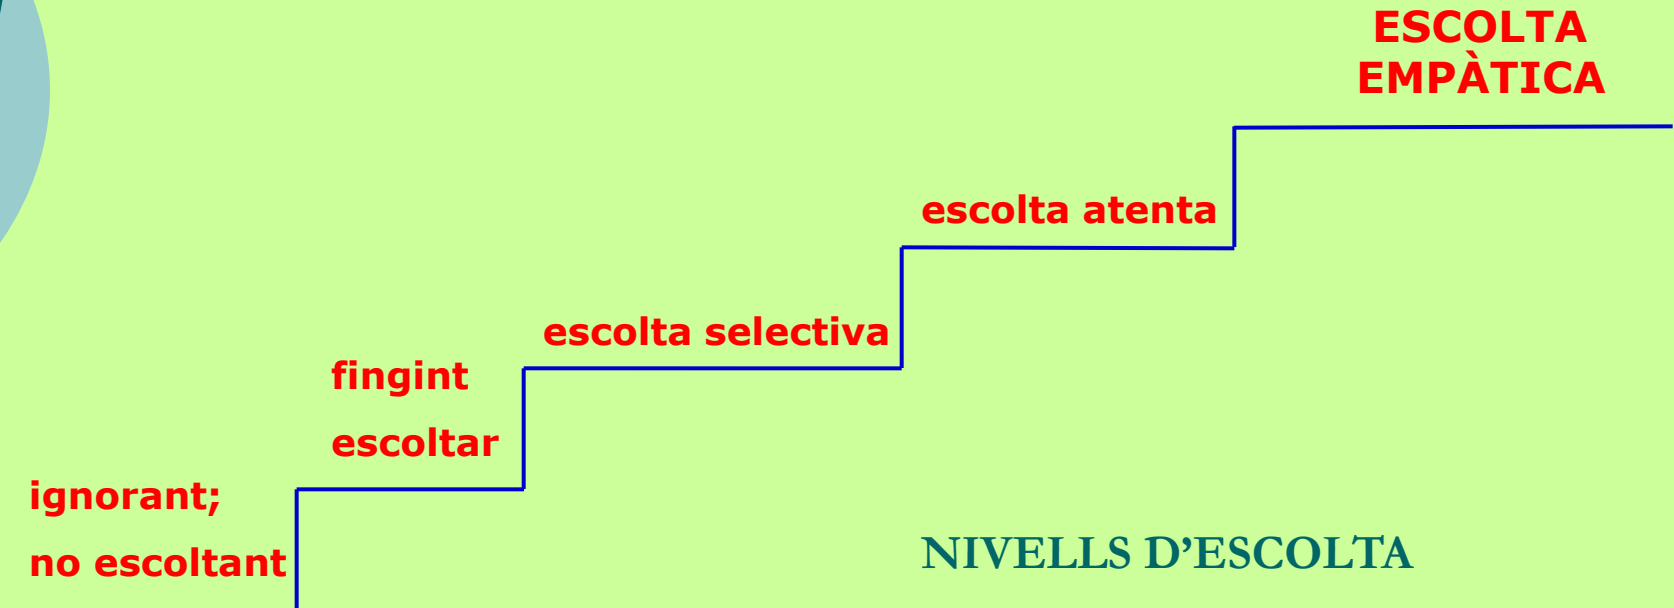 ESCOLTA
EMPÀTICA
escolta atenta
escolta selectiva
fingint
escoltar
ignorant;
no escoltant
NIVELLS D’ESCOLTA